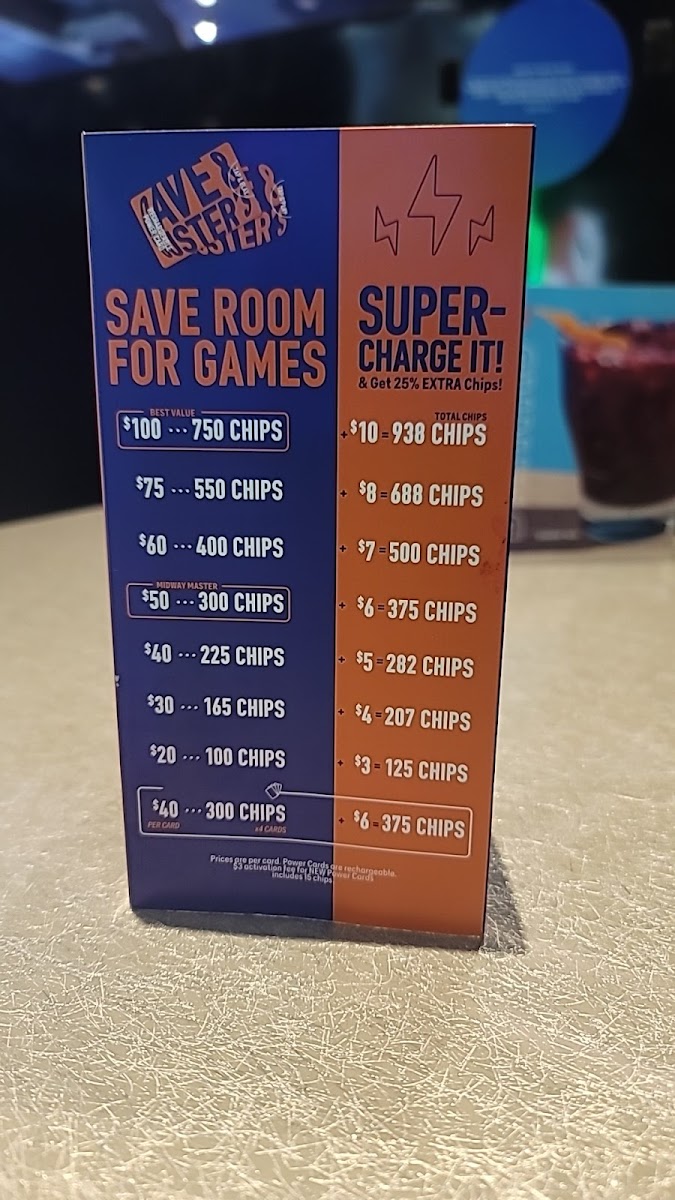 SAVE ROOM
FOR GAMES
BEST VALUE
$100 ··· 750 CHIPS
$75 ··· 550 CHIPS
$60 ··· 400 CHIPS
MIDWAY MASTER
$50 ··· 300 CHIPS
$40 ··· 225 CHIPS
$30 ··· 165 CHIPS
$20 ··· 100 CHIPS
$40 ··· 300 CHIPS
PER CARD x4 CARDS
SUPER-
CHARGE IT!
& Get 25% EXTRA Chips!
TOTAL CHIPS
+ $10 = 938 CHIPS
+ $8 = 688 CHIPS
+ $7 = 500 CHIPS
+ $6 = 375 CHIPS
+ $5 = 282 CHIPS
+ $4 = 207 CHIPS
+ $3 = 125 CHIPS
+ $6 = 375 CHIPS
Prices are per card. Power Cards are rechargeable.
$3 activation fee for NEW Power Cards
includes 15 chips